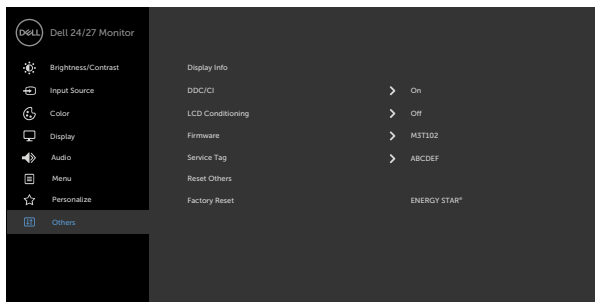 DELL Dell 24/27 Monitor
Brightness/Contrast Display Info
Input Source DDC/CI On
Color LCD Conditioning Off
Display Firmware M3T102
Audio Service Tag ABCDEF
Menu Reset Others
Personalize Factory Reset ENERGY STAR®
Others